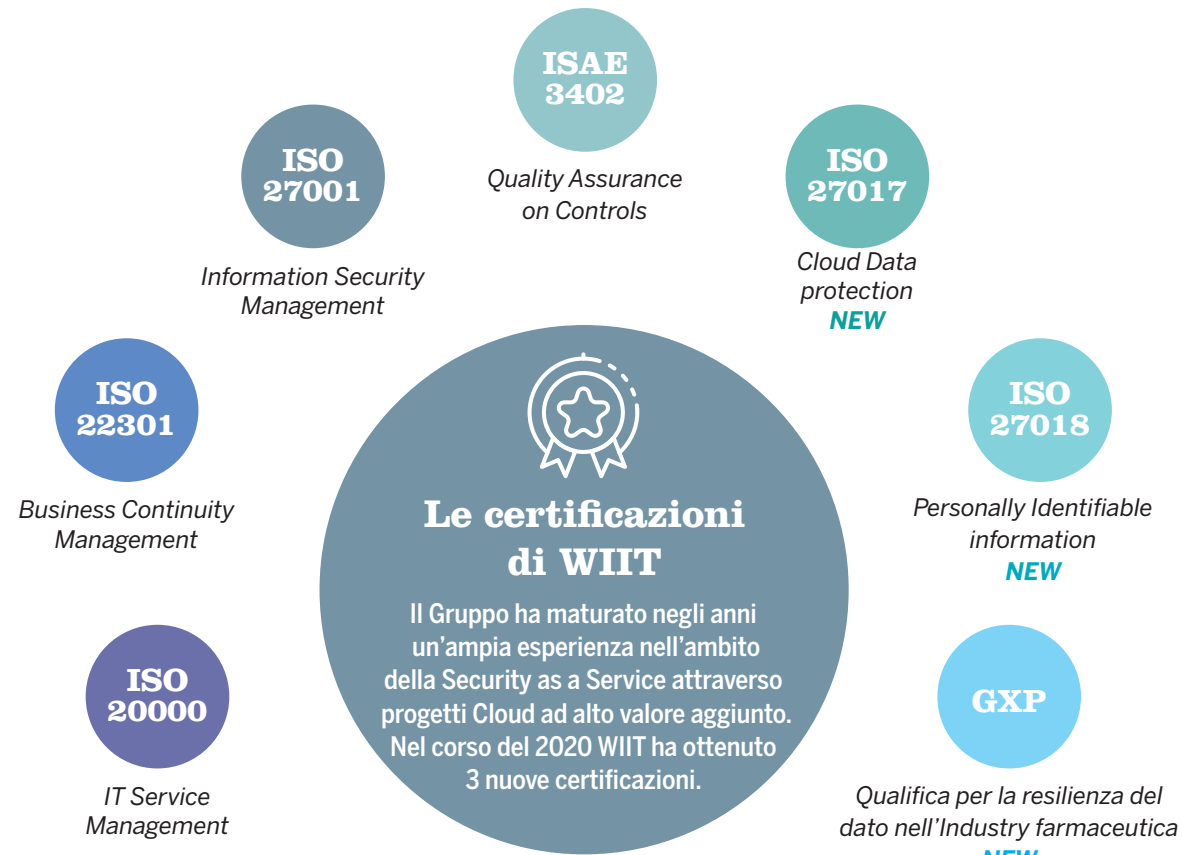 ISAE
3402
Quality Assurance
on Controls
ISO
27001
Information Security
Management
ISO
27017
Cloud Data
protection
NEW
ISO
22301
Business Continuity
Management
ISO
27018
Personally Identifiable
information
NEW
ISO
20000
IT Service
Management
GXP
Qualifica per la resilienza del
dato nell'Industry farmaceutica
NEW
Le certificazioni
di WIIT
Il Gruppo ha maturato negli anni
un'ampia esperienza nell'ambito
della Security as a Service attraverso
progetti Cloud ad alto valore aggiunto.
Nel corso del 2020 WIIT ha ottenuto
3 nuove certificazioni.